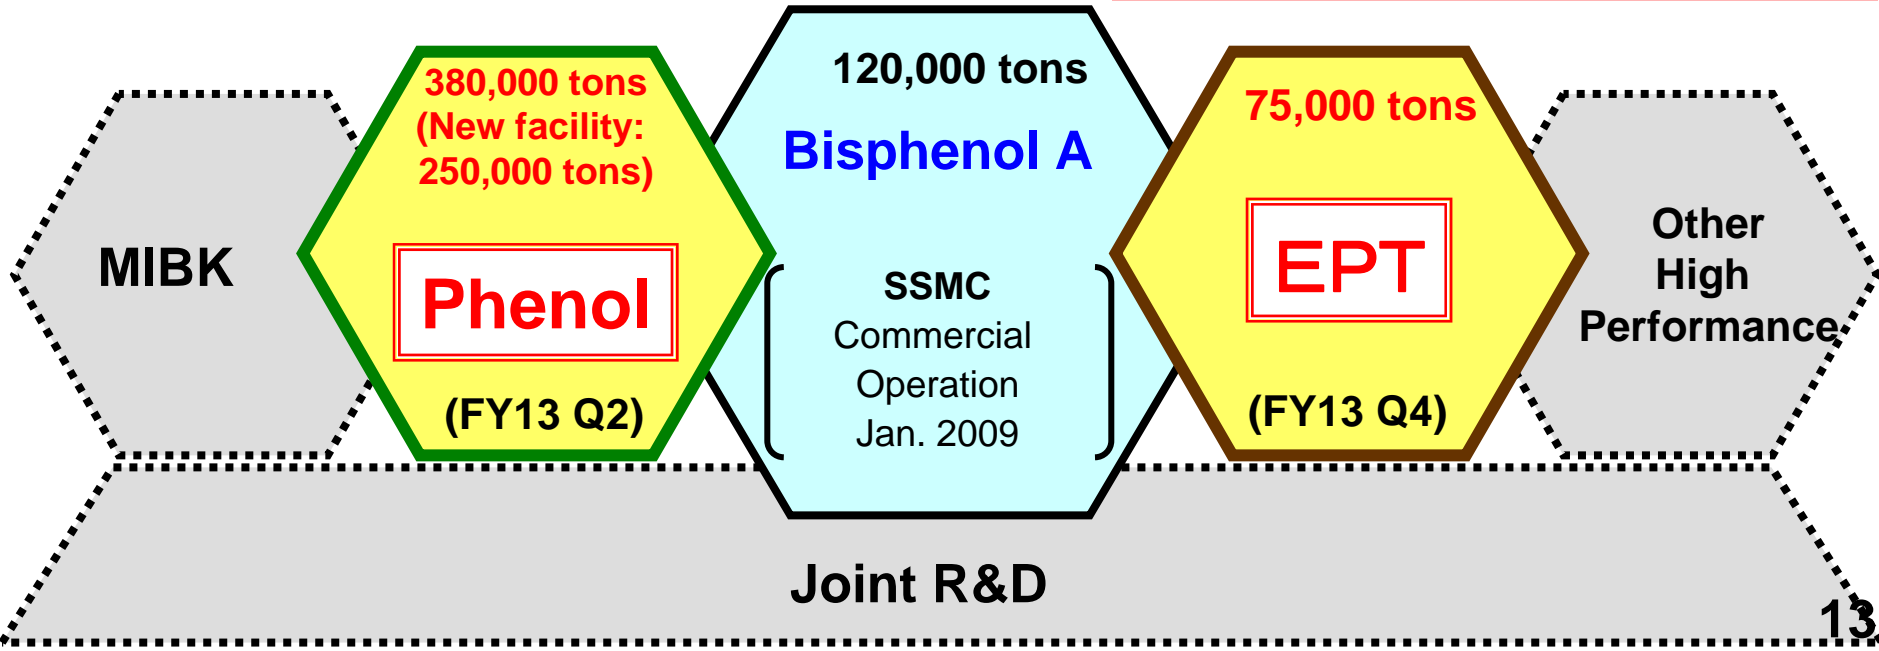 MIBK
380,000 tons
(New facility:
250,000 tons)
Phenol
(FY13 Q2)
120,000 tons
Bisphenol A
SSMC
Commercial
Operation
Jan. 2009
75,000 tons
EPT
(FY13 Q4)
Other
High
Performance
Joint R&D
13